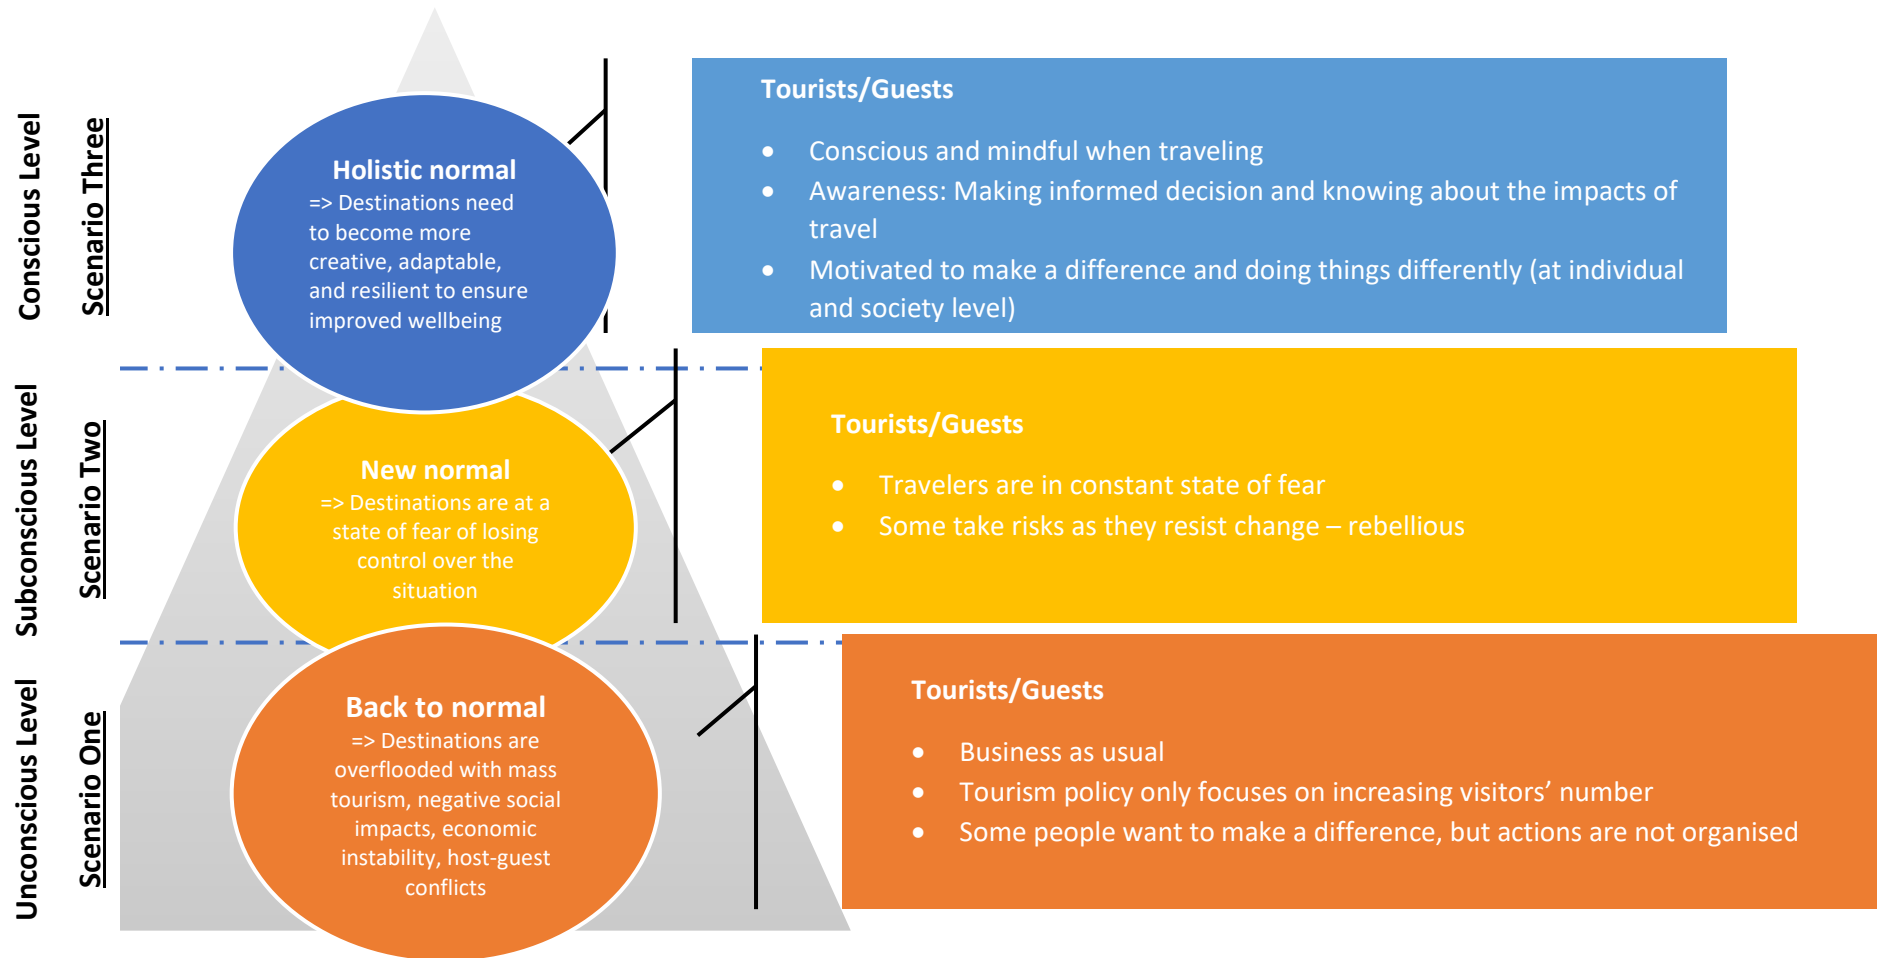 Conscious Level
Scenario Three
Holistic normal
=> Destinations need
to become more
creative, adaptable,
and resilient to ensure
improved wellbeing
Tourists/Guests
• Conscious and mindful when traveling
• Awareness: Making informed decision and knowing about the impacts of
travel
• Motivated to make a difference and doing things differently (at individual
and society level)
Subconscious Level
Scenario Two
New normal
=> Destinations are at a
state of fear of losing
control over the
situation
Tourists/Guests
• Travelers are in constant state of fear
• Some take risks as they resist change – rebellious
Unconscious Level
Scenario One
Back to normal
=> Destinations are
overflooded with mass
tourism, negative social
impacts, economic
instability, host-guest
conflicts
Tourists/Guests
• Business as usual
• Tourism policy only focuses on increasing visitors’ number
• Some people want to make a difference, but actions are not organised